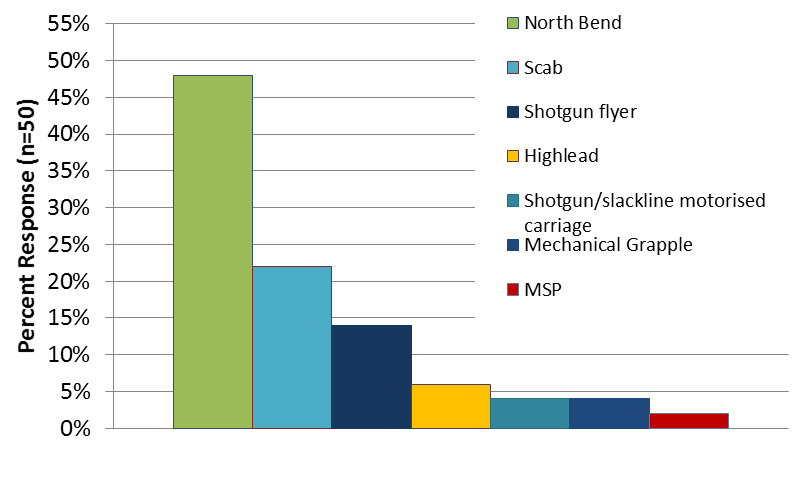 Percent Response (n=50)
55%
50%
45%
40%
35%
30%
25%
20%
15%
10%
5%
0%
North Bend
Scab
Shotgun flyer
Highlead
Shotgun/slackline motorised
carriage
Mechanical Grapple
MSP